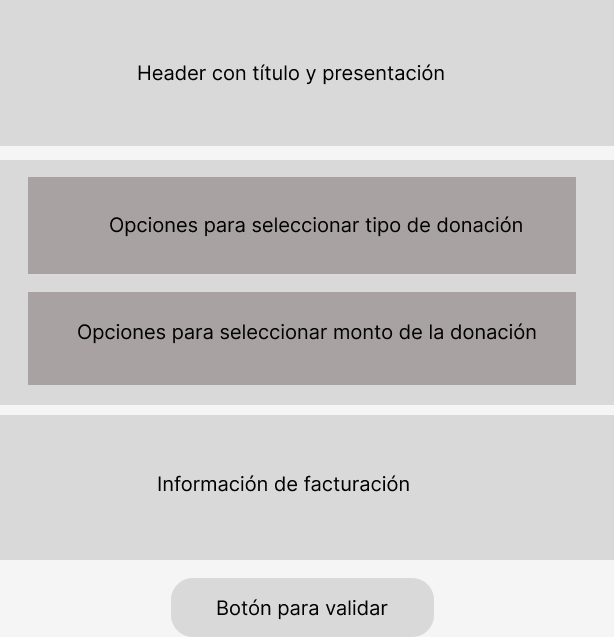 Header con título y presentación
Opciones para seleccionar tipo de donación
Opciones para seleccionar monto de la donación
Información de facturación
Botón para validar